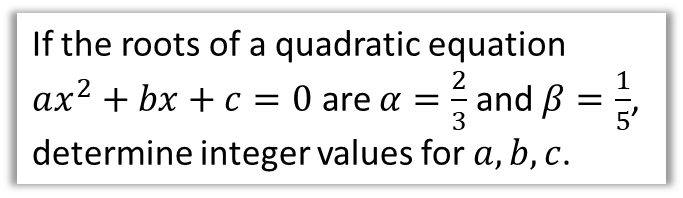 If the roots of a quadratic equation
𝑎𝑥² + 𝑏𝑥 + 𝑐 = 0 are 𝛼 = 2/3 and 𝛽 = 1/5,
determine integer values for 𝑎, 𝑏, 𝑐.